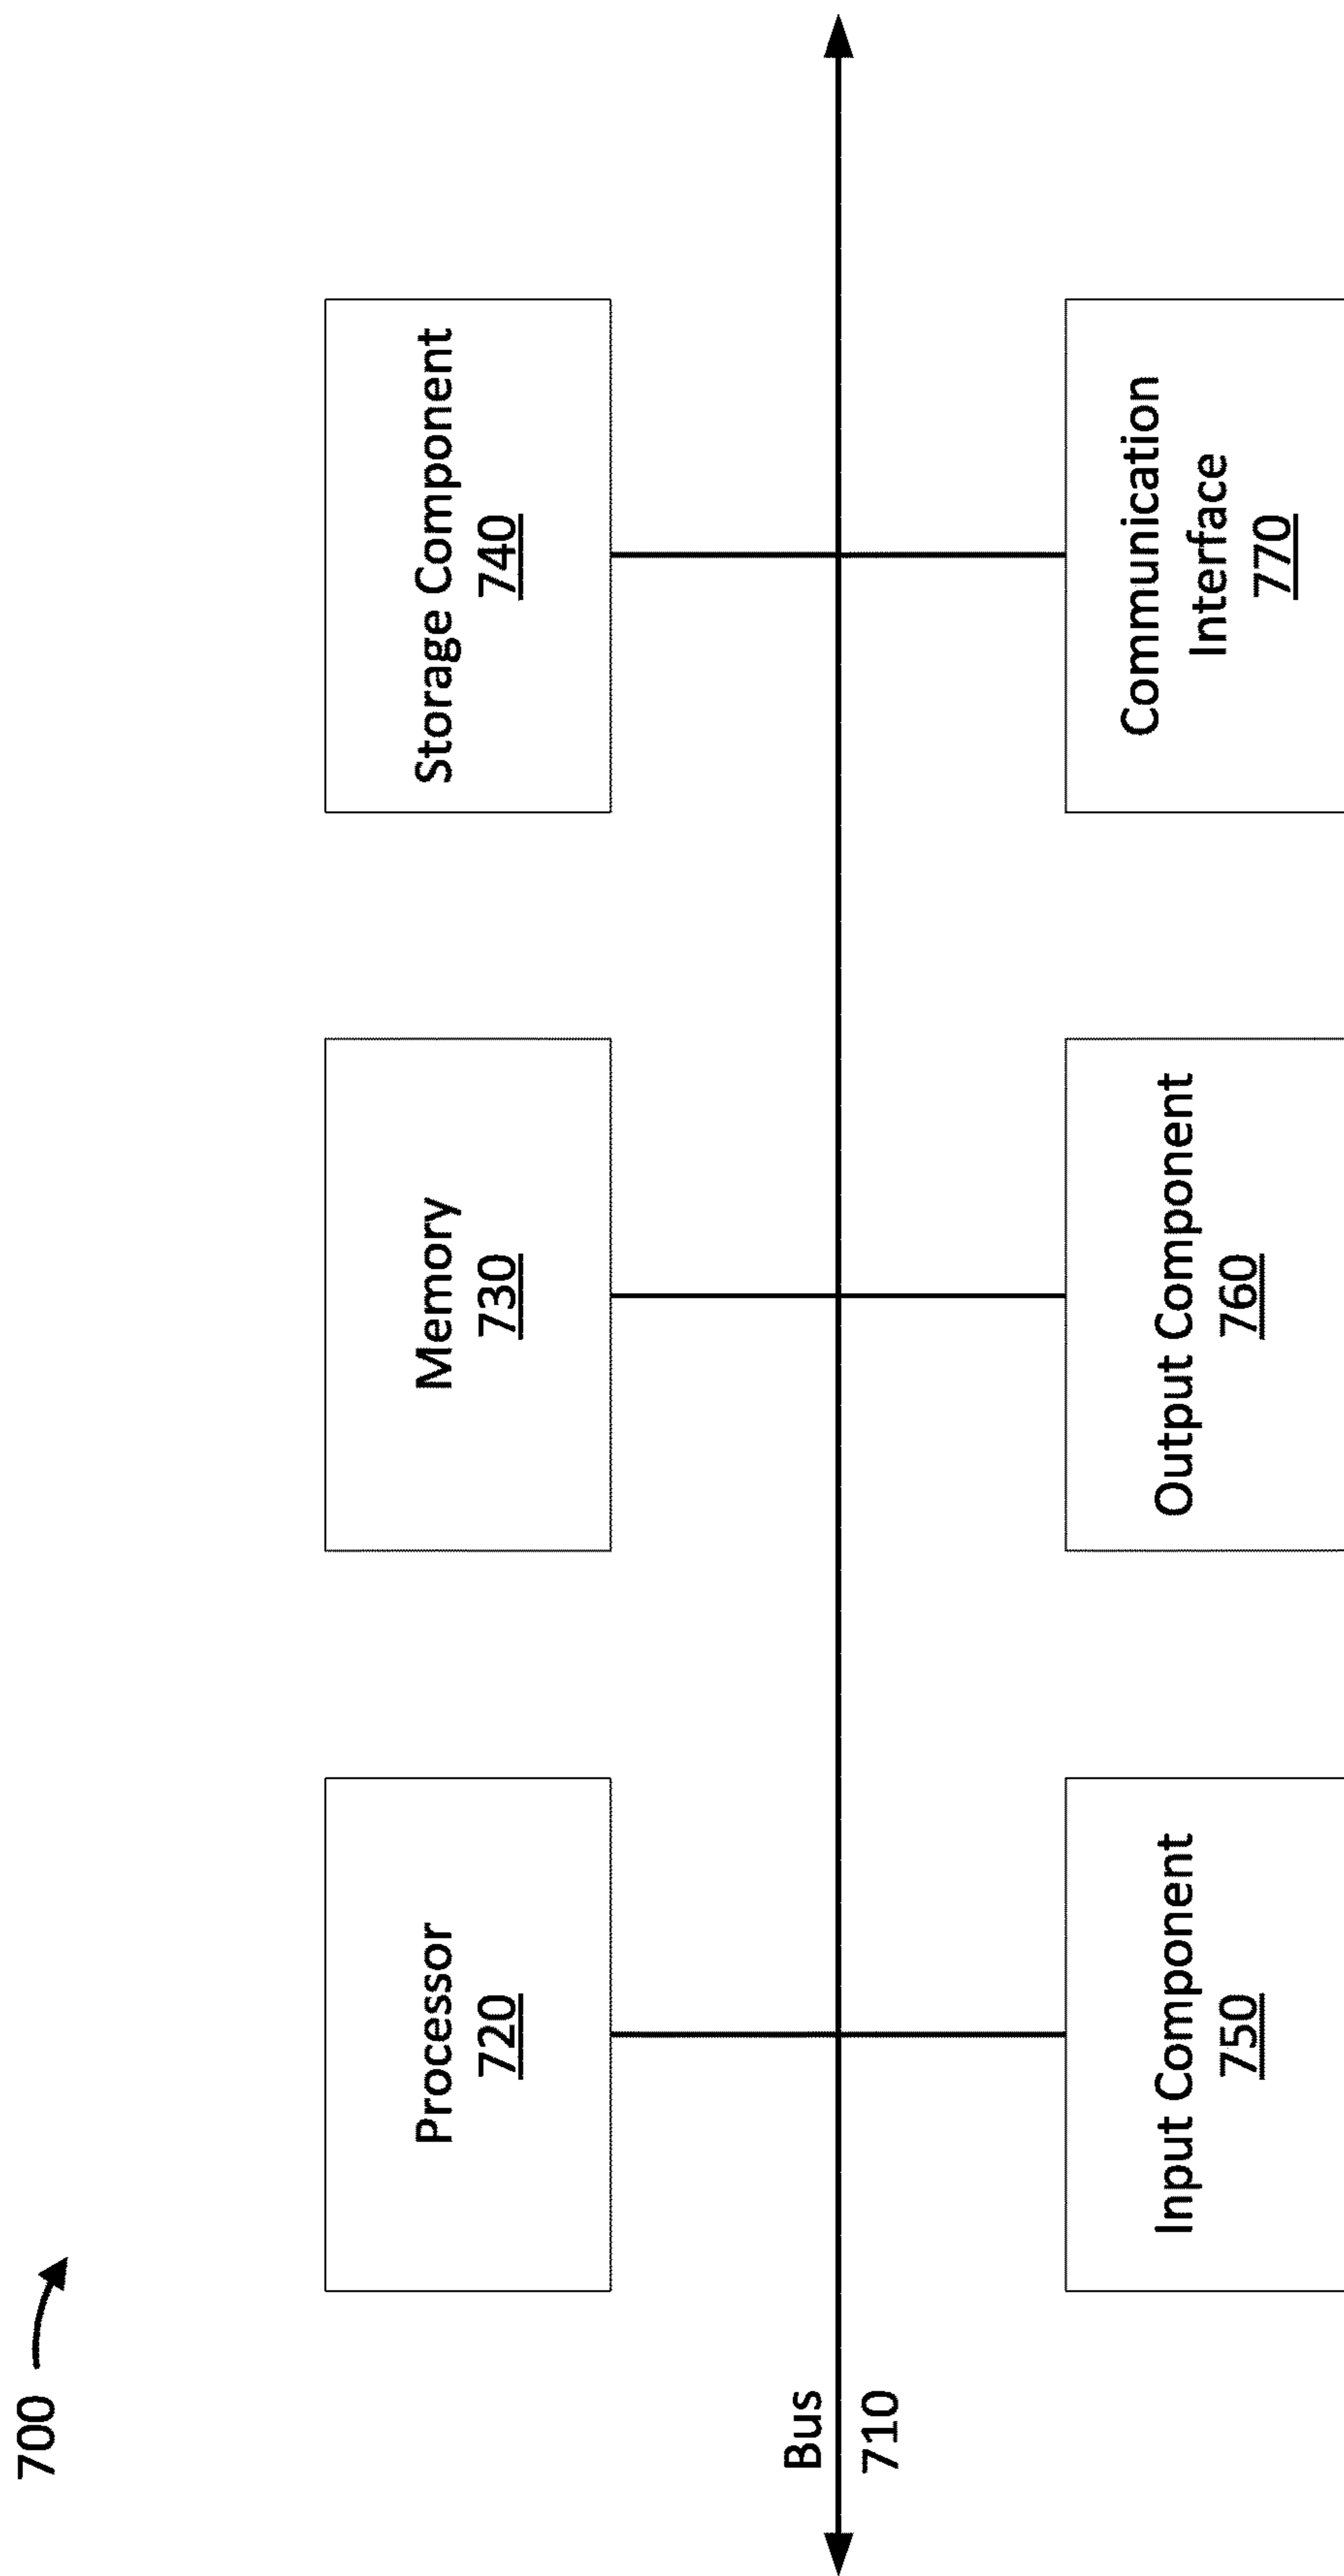 700
Processor
720
Memory
730
Storage Component
740
Bus
710
Input Component
750
Output Component
760
Communication
Interface
770